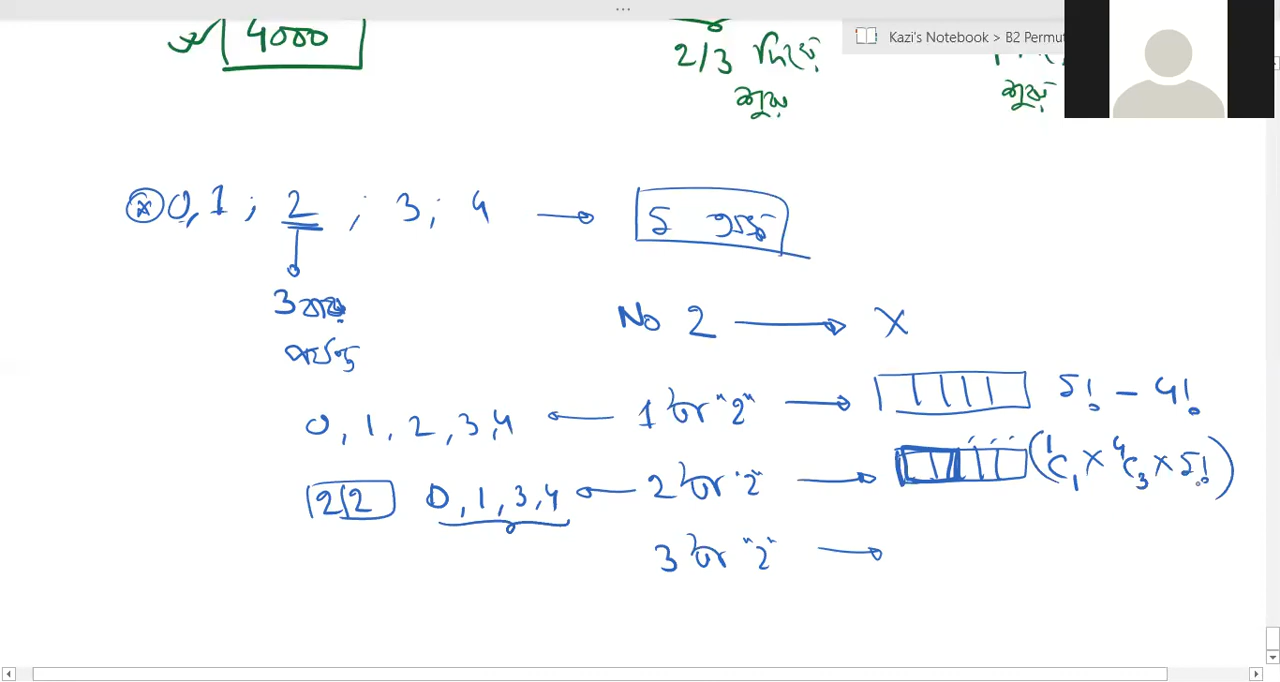 Kazi's Notebook > B2 Permut
4000
2/3 দিয়ে
শুরু
শুরু
0, 1 ; 2 ; 3 ; 4 → 5 অঙ্ক
3 বার
পর্যন্ত
No 2 → X
0, 1, 2, 3, 4 ← 1 টা "2" → 5! - 4!
22 0, 1, 3, 4 ← 2 টা "2" → (¹C₁ × ⁴C₃ × 5!)
3 টা "2" →